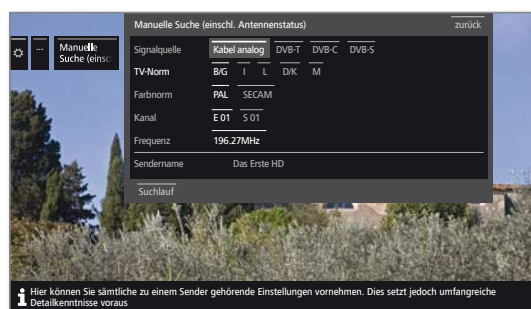 Manuelle Suche (einschl. Antennenstatus) zurück
... Manuelle
Suche (einsc
Signalquelle Kabel analog DVB-T DVB-C DVB-S
TV-Norm B/G I L D/K M
Farbnorm PAL SECAM
Kanal E 01 S 01
Frequenz 196.27MHz
Sendername Das Erste HD
Suchlauf
Hier können Sie sämtliche zu einem Sender gehörende Einstellungen vornehmen. Dies setzt jedoch umfangreiche
Detailkenntnisse voraus